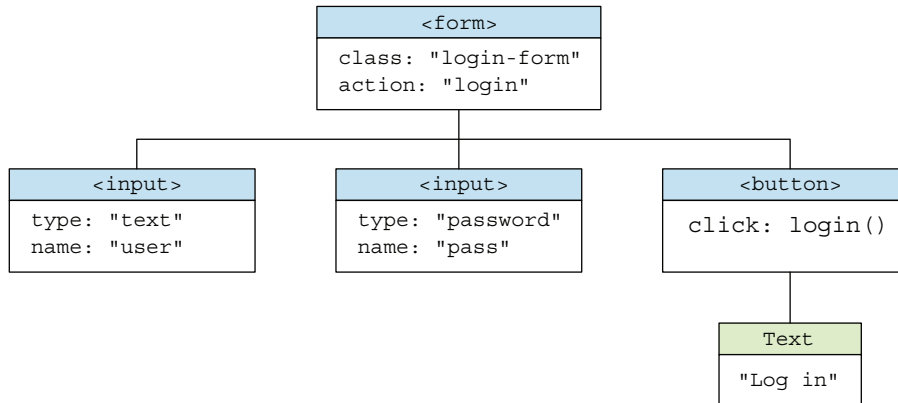 <form>
class: "login-form"
action: "login"
<input>
type: "text"
name: "user"
<input>
type: "password"
name: "pass"
<button>
click: login()
Text
"Log in"